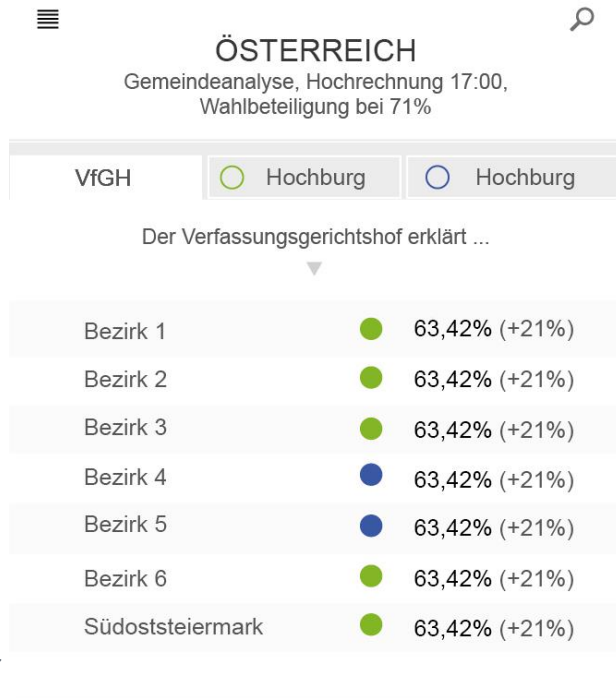 ÖSTERREICH
Gemeindeanalyse, Hochrechnung 17:00,
Wahlbeteiligung bei 71%
VfGH Hochburg Hochburg
Der Verfassungsgerichtshof erklärt ...
Bezirk 1 63,42% (+21%)
Bezirk 2 63,42% (+21%)
Bezirk 3 63,42% (+21%)
Bezirk 4 63,42% (+21%)
Bezirk 5 63,42% (+21%)
Bezirk 6 63,42% (+21%)
Südoststeiermark 63,42% (+21%)